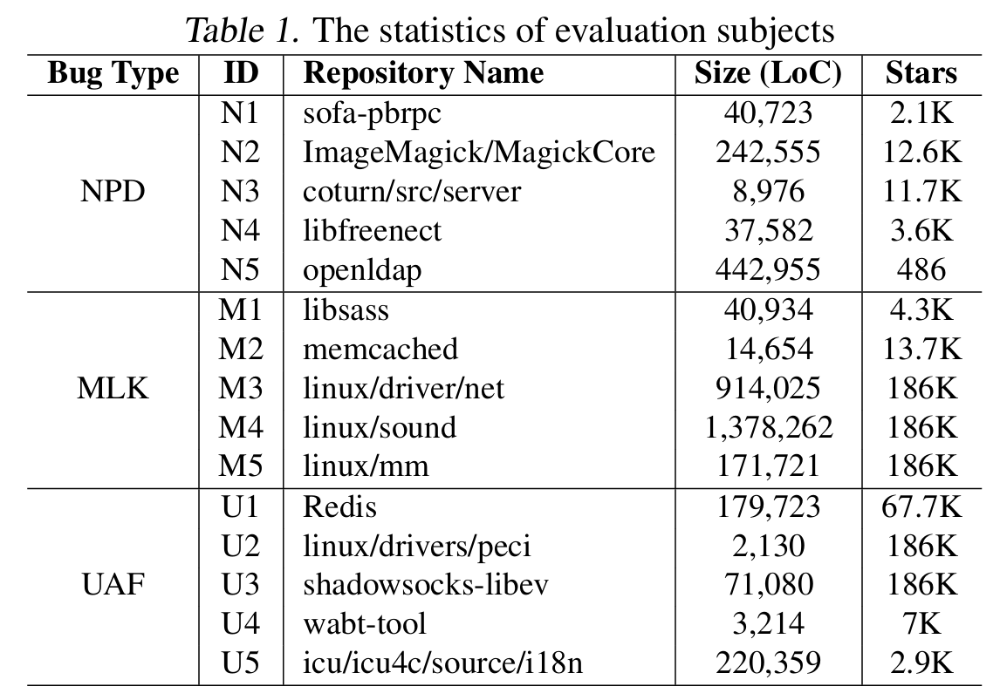 Table 1. The statistics of evaluation subjects
Bug Type ID Repository Name Size (LoC) Stars
N1 sofa-pbrpc 40,723 2.1K
N2 ImageMagick/MagickCore 242,555 12.6K
NPD N3 coturn/src/server 8,976 11.7K
N4 libfreenect 37,582 3.6K
N5 openldap 442,955 486
M1 libsass 40,934 4.3K
M2 memcached 14,654 13.7K
MLK M3 linux/driver/net 914,025 186K
M4 linux/sound 1,378,262 186K
M5 linux/mm 171,721 186K
U1 Redis 179,723 67.7K
U2 linux/drivers/peci 2,130 186K
UAF U3 shadowsocks-libev 71,080 186K
U4 wabt-tool 3,214 7K
U5 icu/icu4c/source/i18n 220,359 2.9K